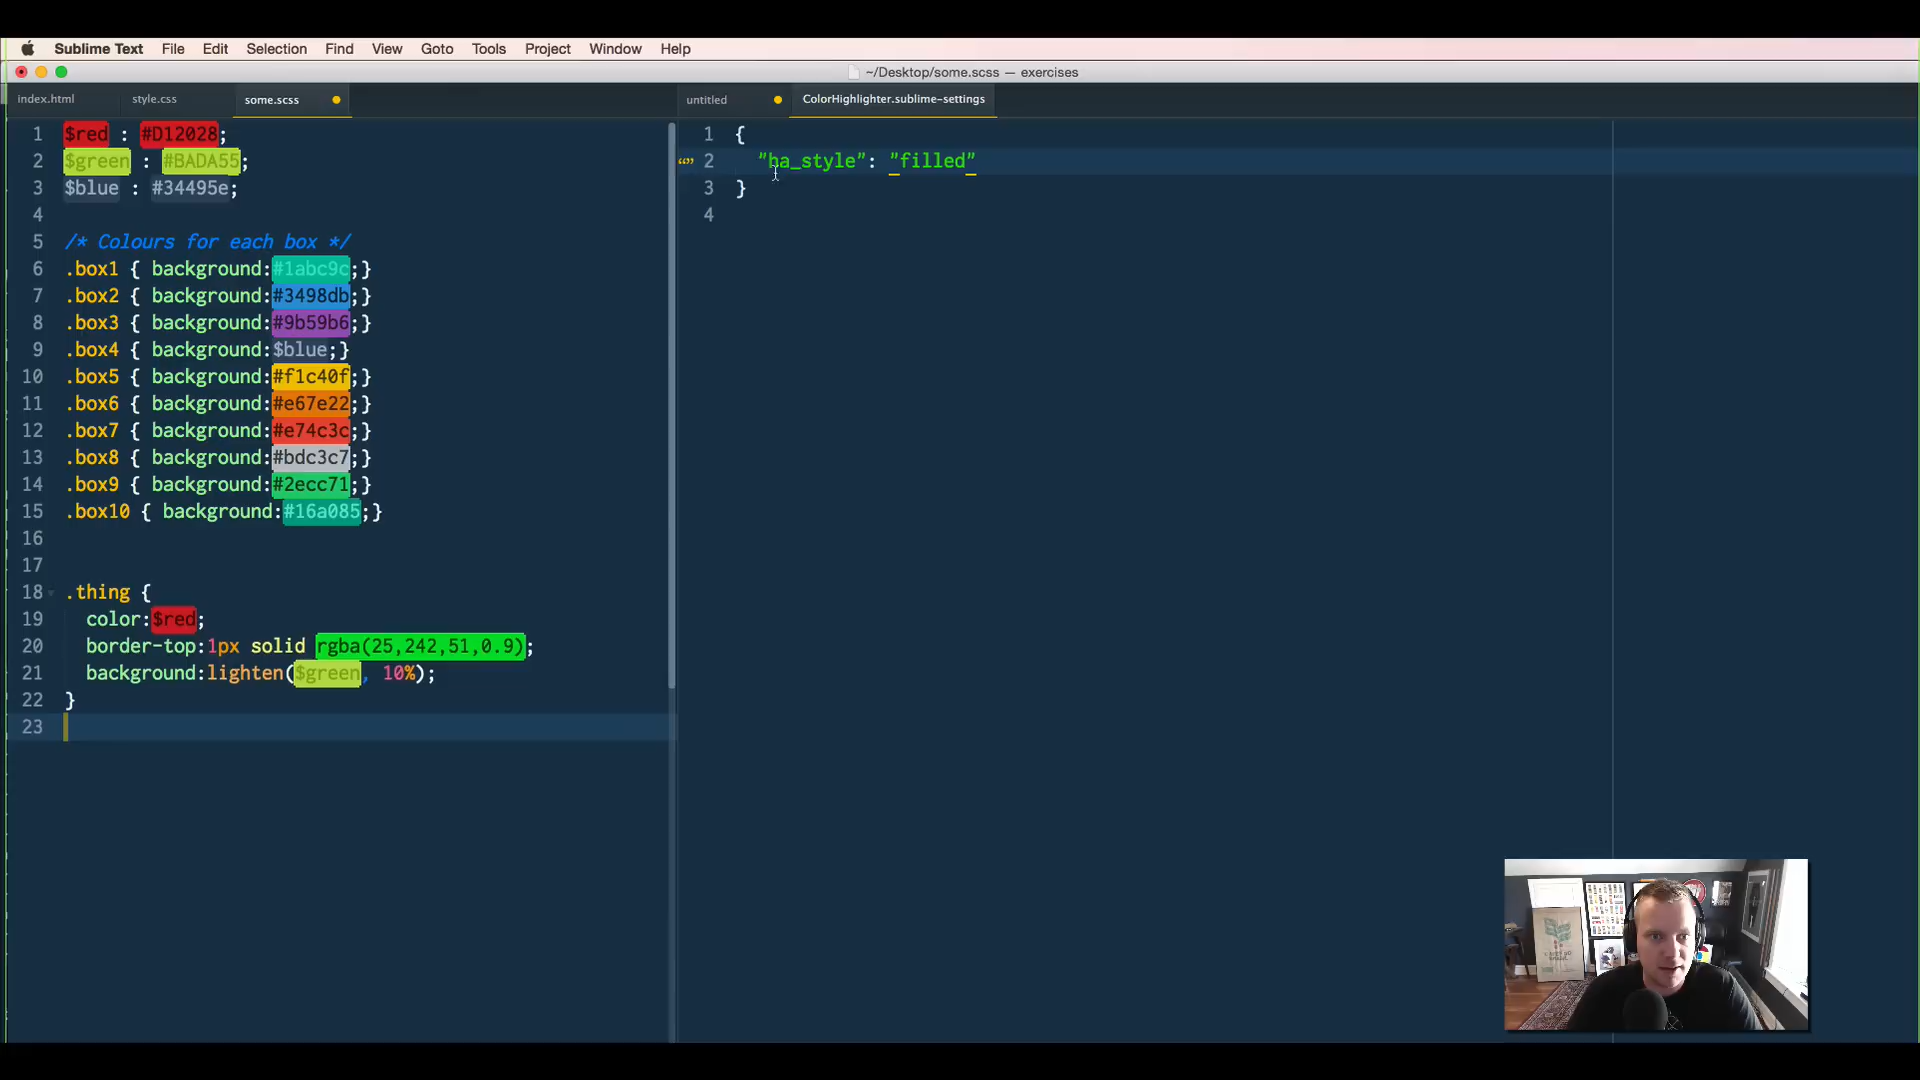 Sublime Text File Edit Selection Find View Goto Tools Project Window Help
~/Desktop/some.scss — exercises
index.html style.css some.scss untitled ColorHighlighter.sublime-settings
1 $red : #D12028;
2 $green : #BADA55;
3 $blue : #34495e;
4
5 /* Colours for each box */
6 .box1 { background:#1abc9c;}
7 .box2 { background:#3498db;}
8 .box3 { background:#9b59b6;}
9 .box4 { background:$blue;}
10 .box5 { background:#f1c40f;}
11 .box6 { background:#e67e22;}
12 .box7 { background:#e74c3c;}
13 .box8 { background:#bdc3c7;}
14 .box9 { background:#2ecc71;}
15 .box10 { background:#16a085;}
16
17
18 .thing {
19 color:$red;
20 border-top:1px solid rgba(25,242,51,0.9);
21 background:lighten($green, 10%);
22 }
23
1 {
2 "ha_style": "filled"
3 }
4